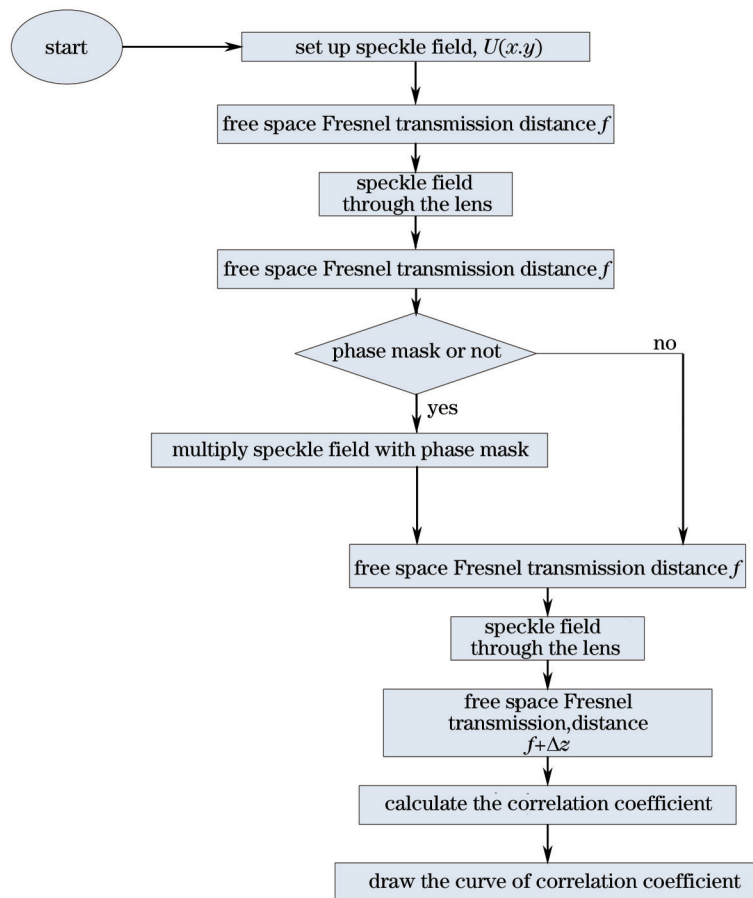 start
set up speckle field, U(x.y)
free space Fresnel transmission distance f
speckle field
through the lens
free space Fresnel transmission distance f
phase mask or not
no
yes
multiply speckle field with phase mask
free space Fresnel transmission distance f
speckle field
through the lens
free space Fresnel
transmission,distance
f+Δz
calculate the correlation coefficient
draw the curve of correlation coefficient